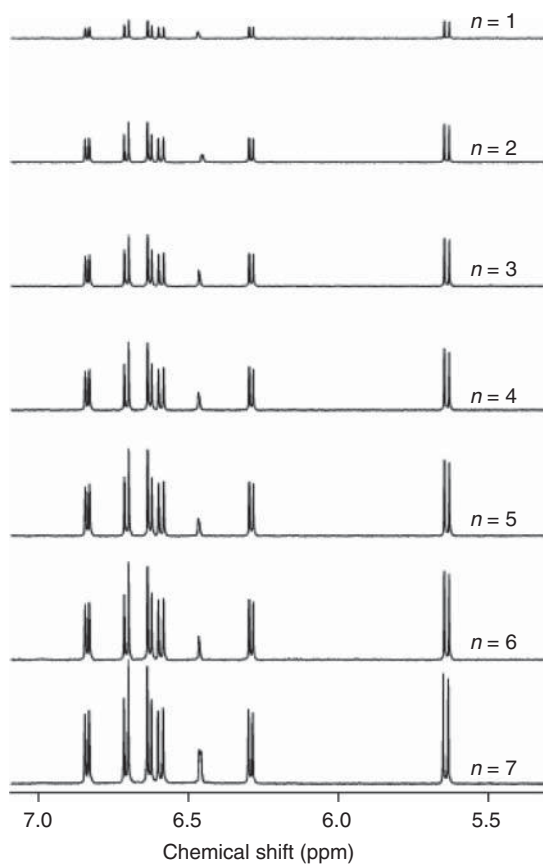 n = 1
n = 2
n = 3
n = 4
n = 5
n = 6
n = 7
7.0 6.5 6.0 5.5
Chemical shift (ppm)